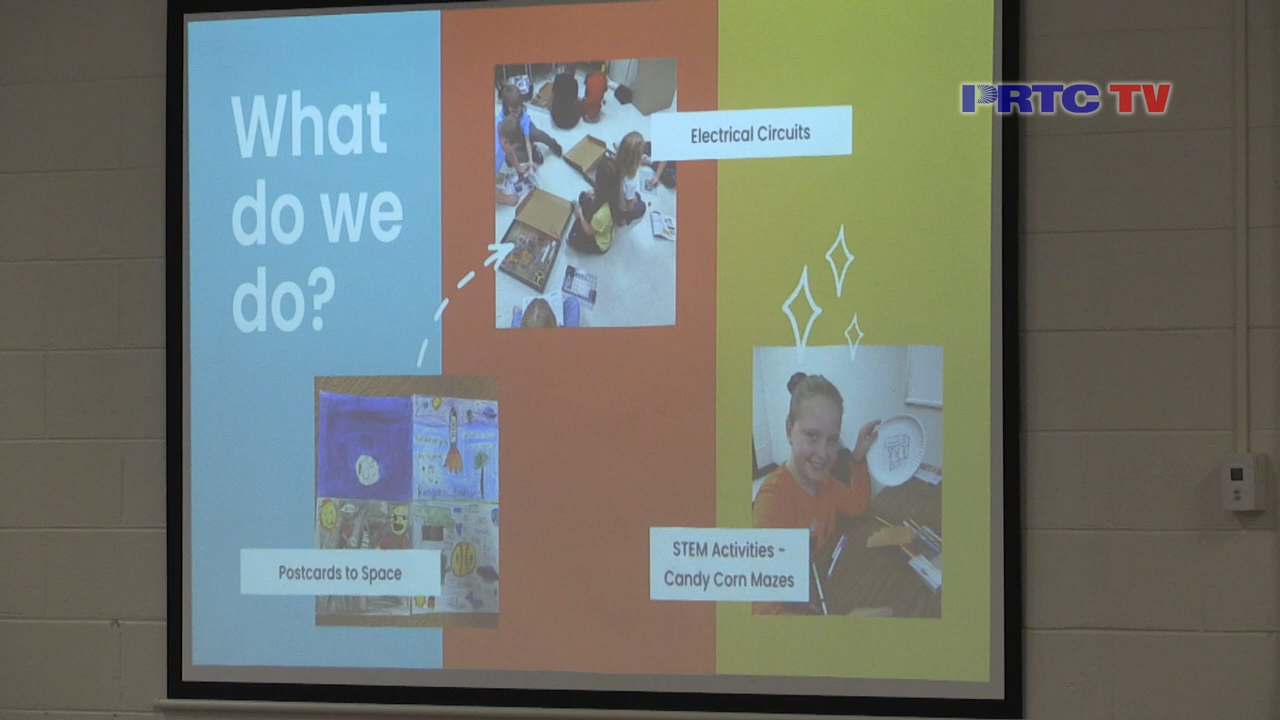 What
do we
do?
PRTC TV
Electrical Circuits
Postcards to Space
STEM Activities -
Candy Corn Mazes